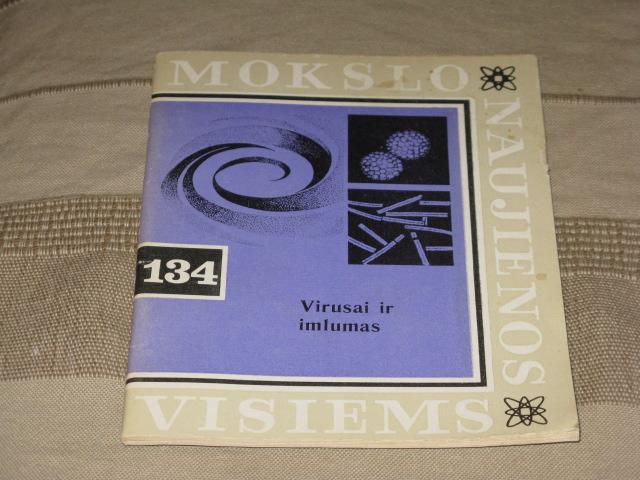 MOKSLO
NAUJIENOS
VISIEMS
134
Virusai ir
imlumas